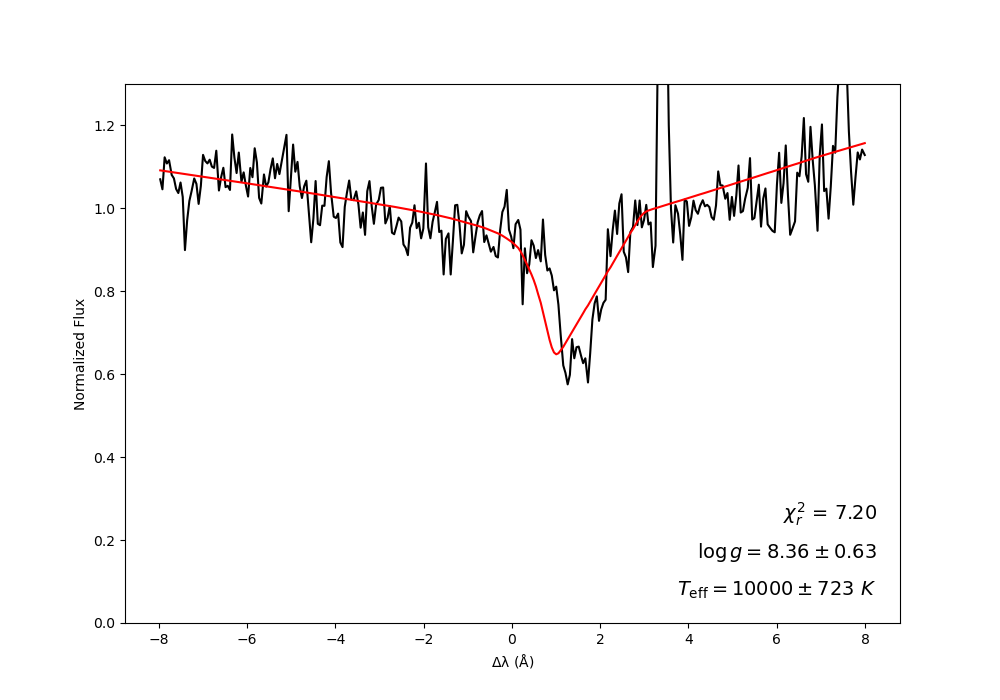 1.2
1.0
0.8
0.6
0.4
0.2
0.0
Normalized Flux
χ²ᵣ = 7.20
log g = 8.36 ± 0.63
T_eff = 10000 ± 723 K
−8 −6 −4 −2 0 2 4 6 8
Δλ (Å)